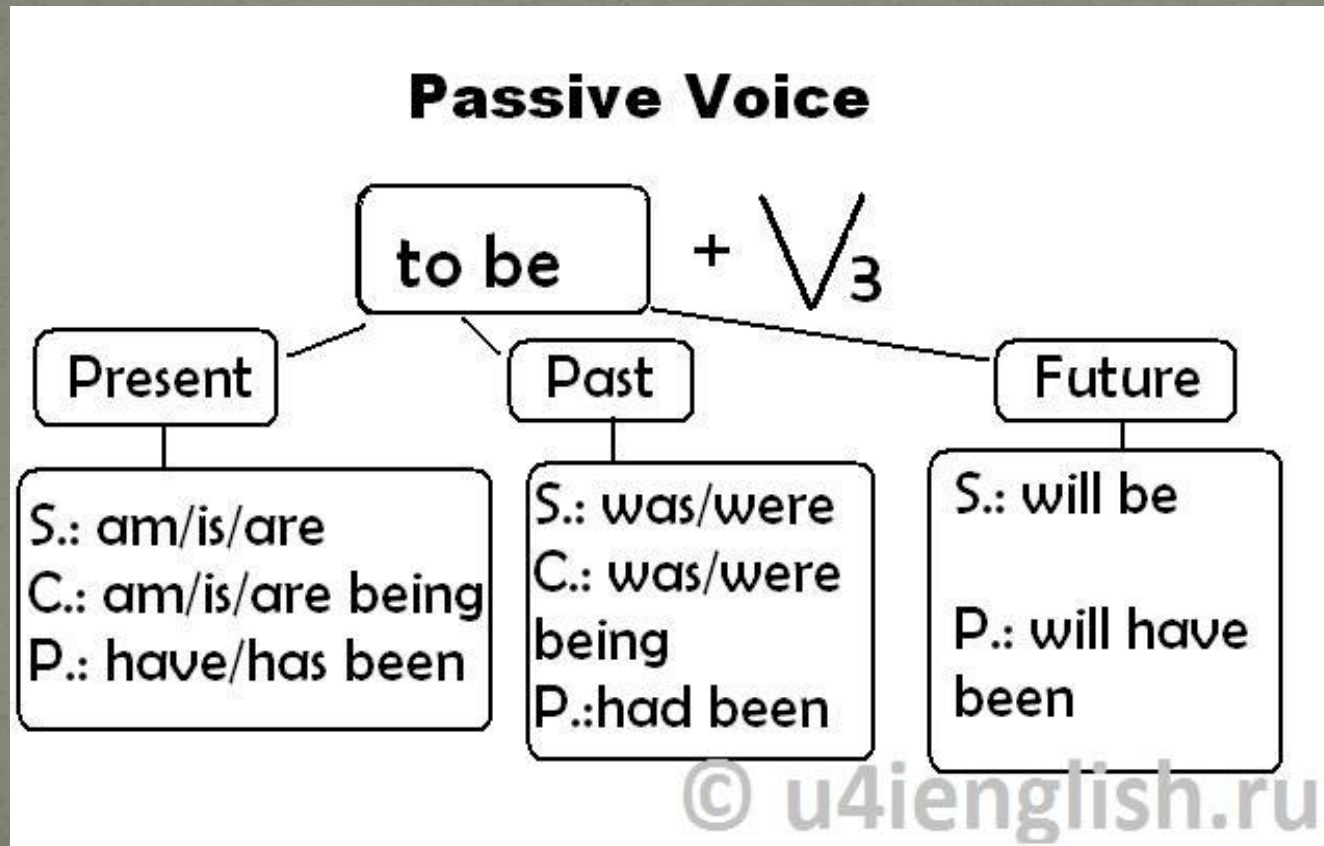 Passive Voice
to be + V3
Present
Past
Future
S.: am/is/are
C.: am/is/are being
P.: have/has been
S.: was/were
C.: was/were
being
P.:had been
S.: will be
P.: will have
been
© u4ienglish.ru